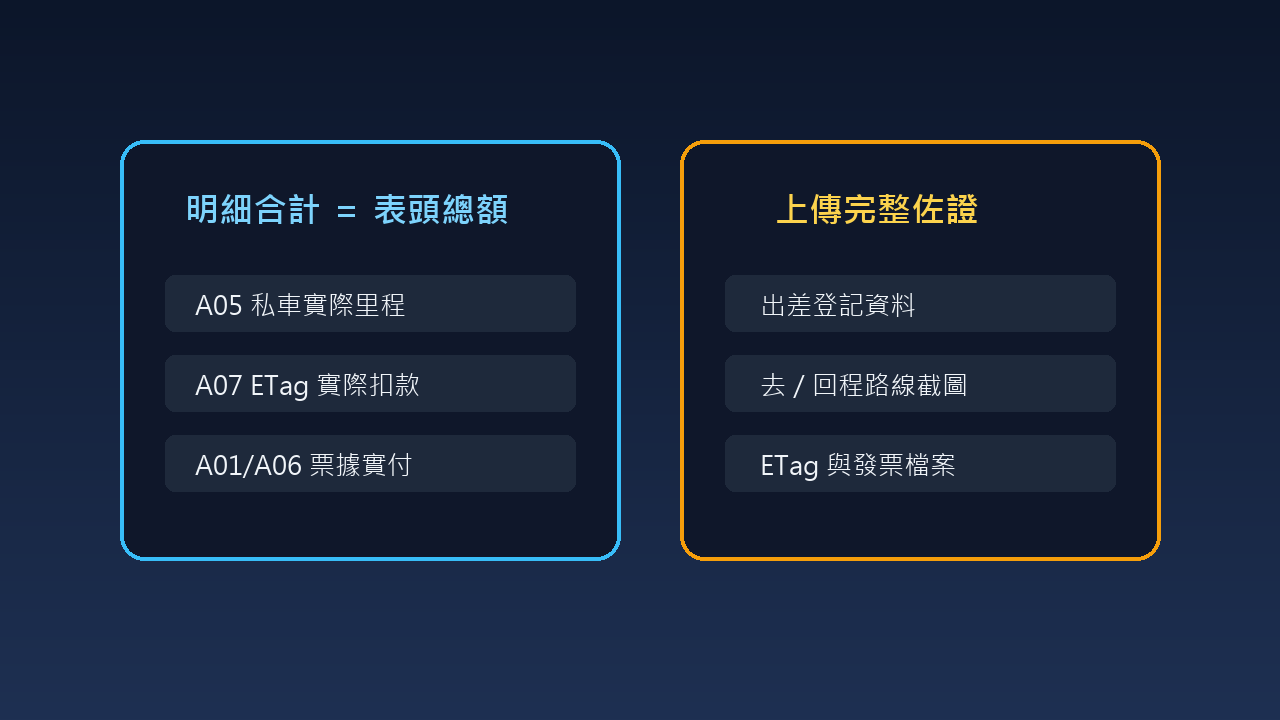 明細合計 = 表頭總額
A05 私車實際里程
A07 ETag 實際扣款
A01/A06 票據實付
上傳完整佐證
出差登記資料
去 / 回程路線截圖
ETag 與發票檔案